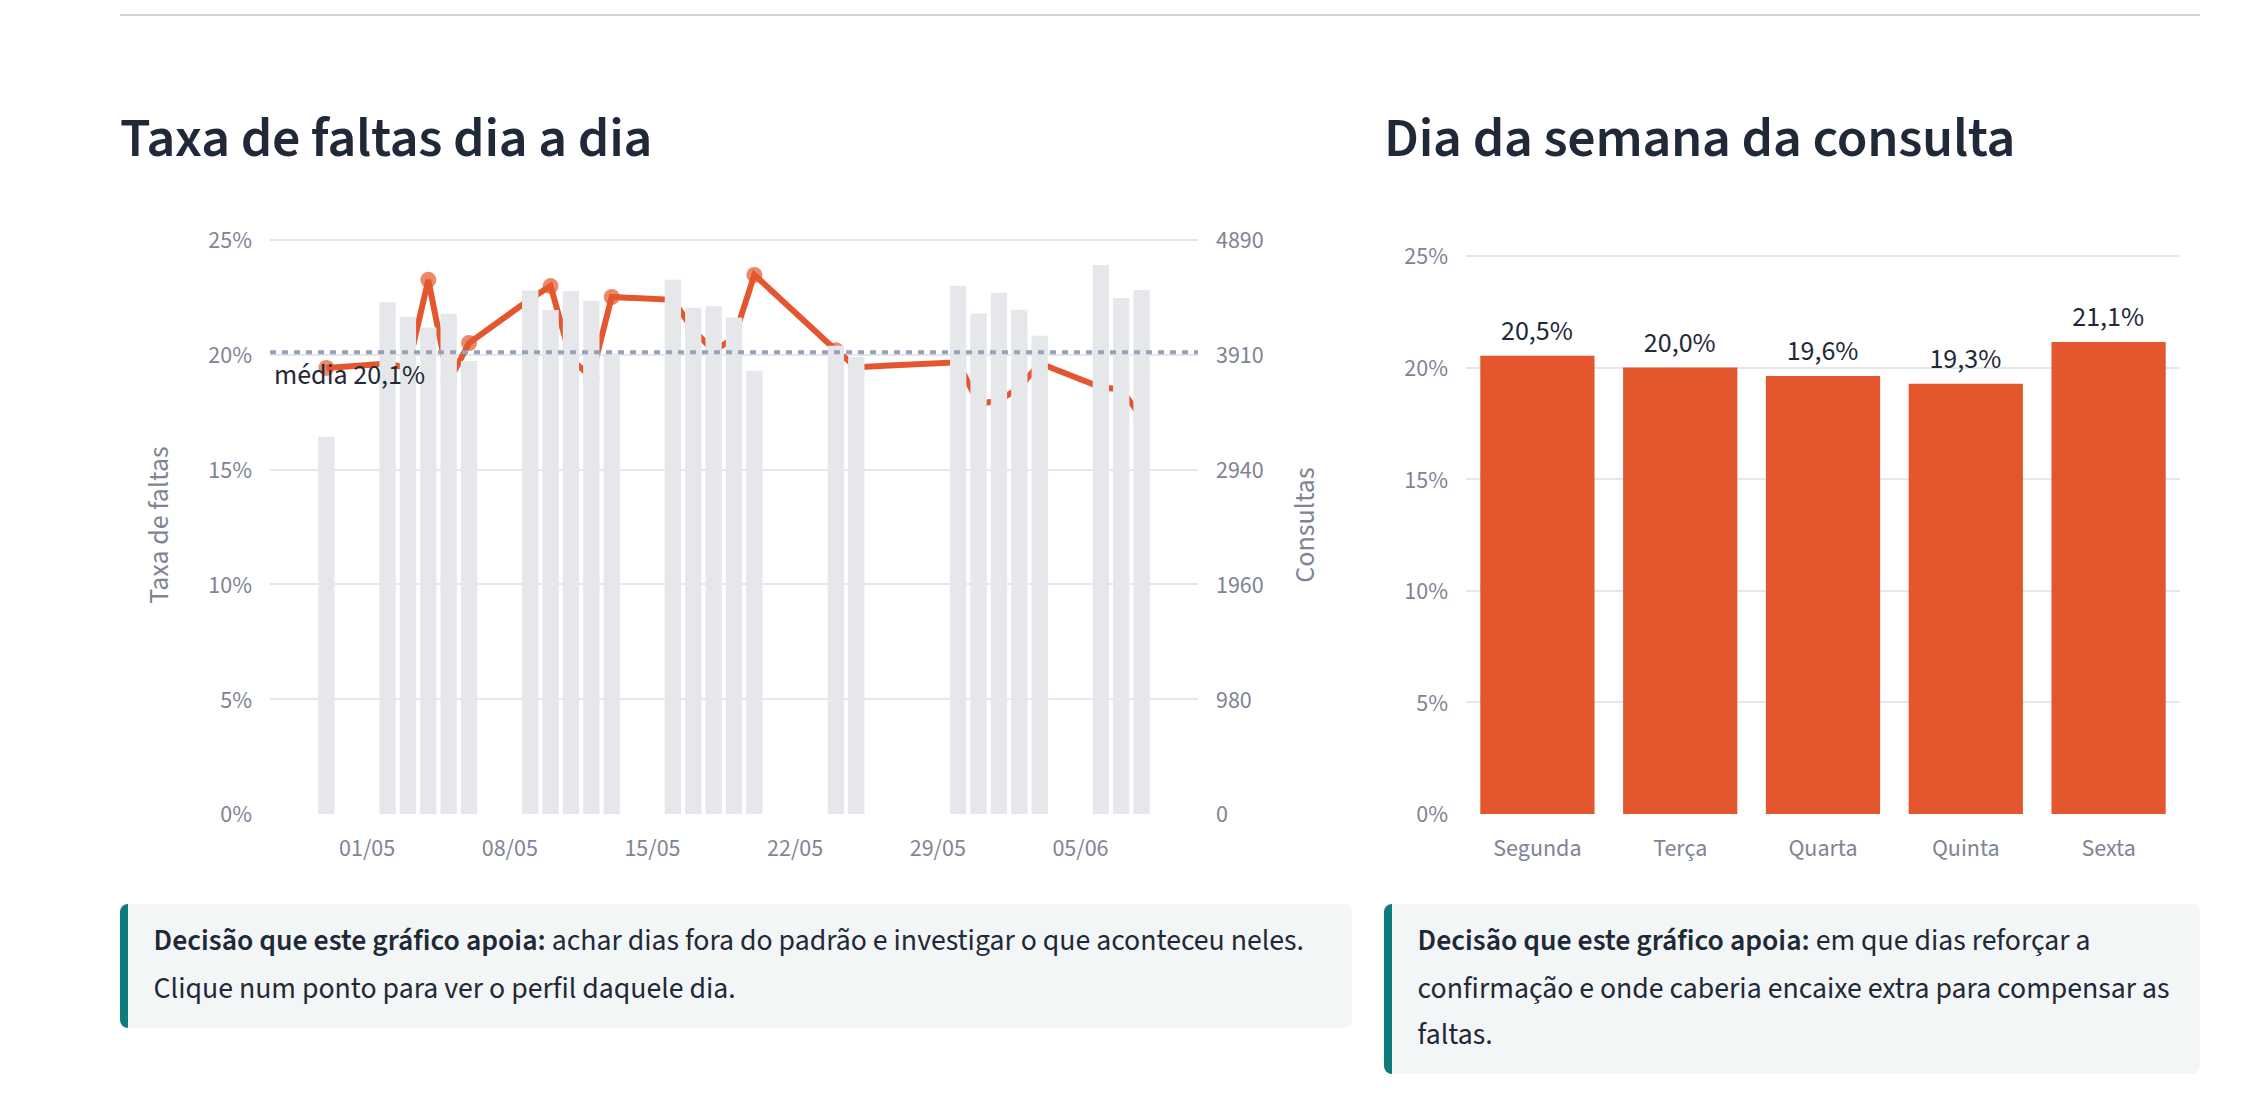 Taxa de faltas dia a dia
25%
20%
15%
10%
5%
0%
Taxa de faltas
média 20,1%
4890
3910
2940
1960
980
0
Consultas
01/05 08/05 15/05 22/05 29/05 05/06
Decisão que este gráfico apoia: achar dias fora do padrão e investigar o que aconteceu neles.
Clique num ponto para ver o perfil daquele dia.
Dia da semana da consulta
25%
20%
15%
10%
5%
0%
20,5% 20,0% 19,6% 19,3% 21,1%
Segunda Terça Quarta Quinta Sexta
Decisão que este gráfico apoia: em que dias reforçar a
confirmação e onde caberia encaixe extra para compensar as
faltas.